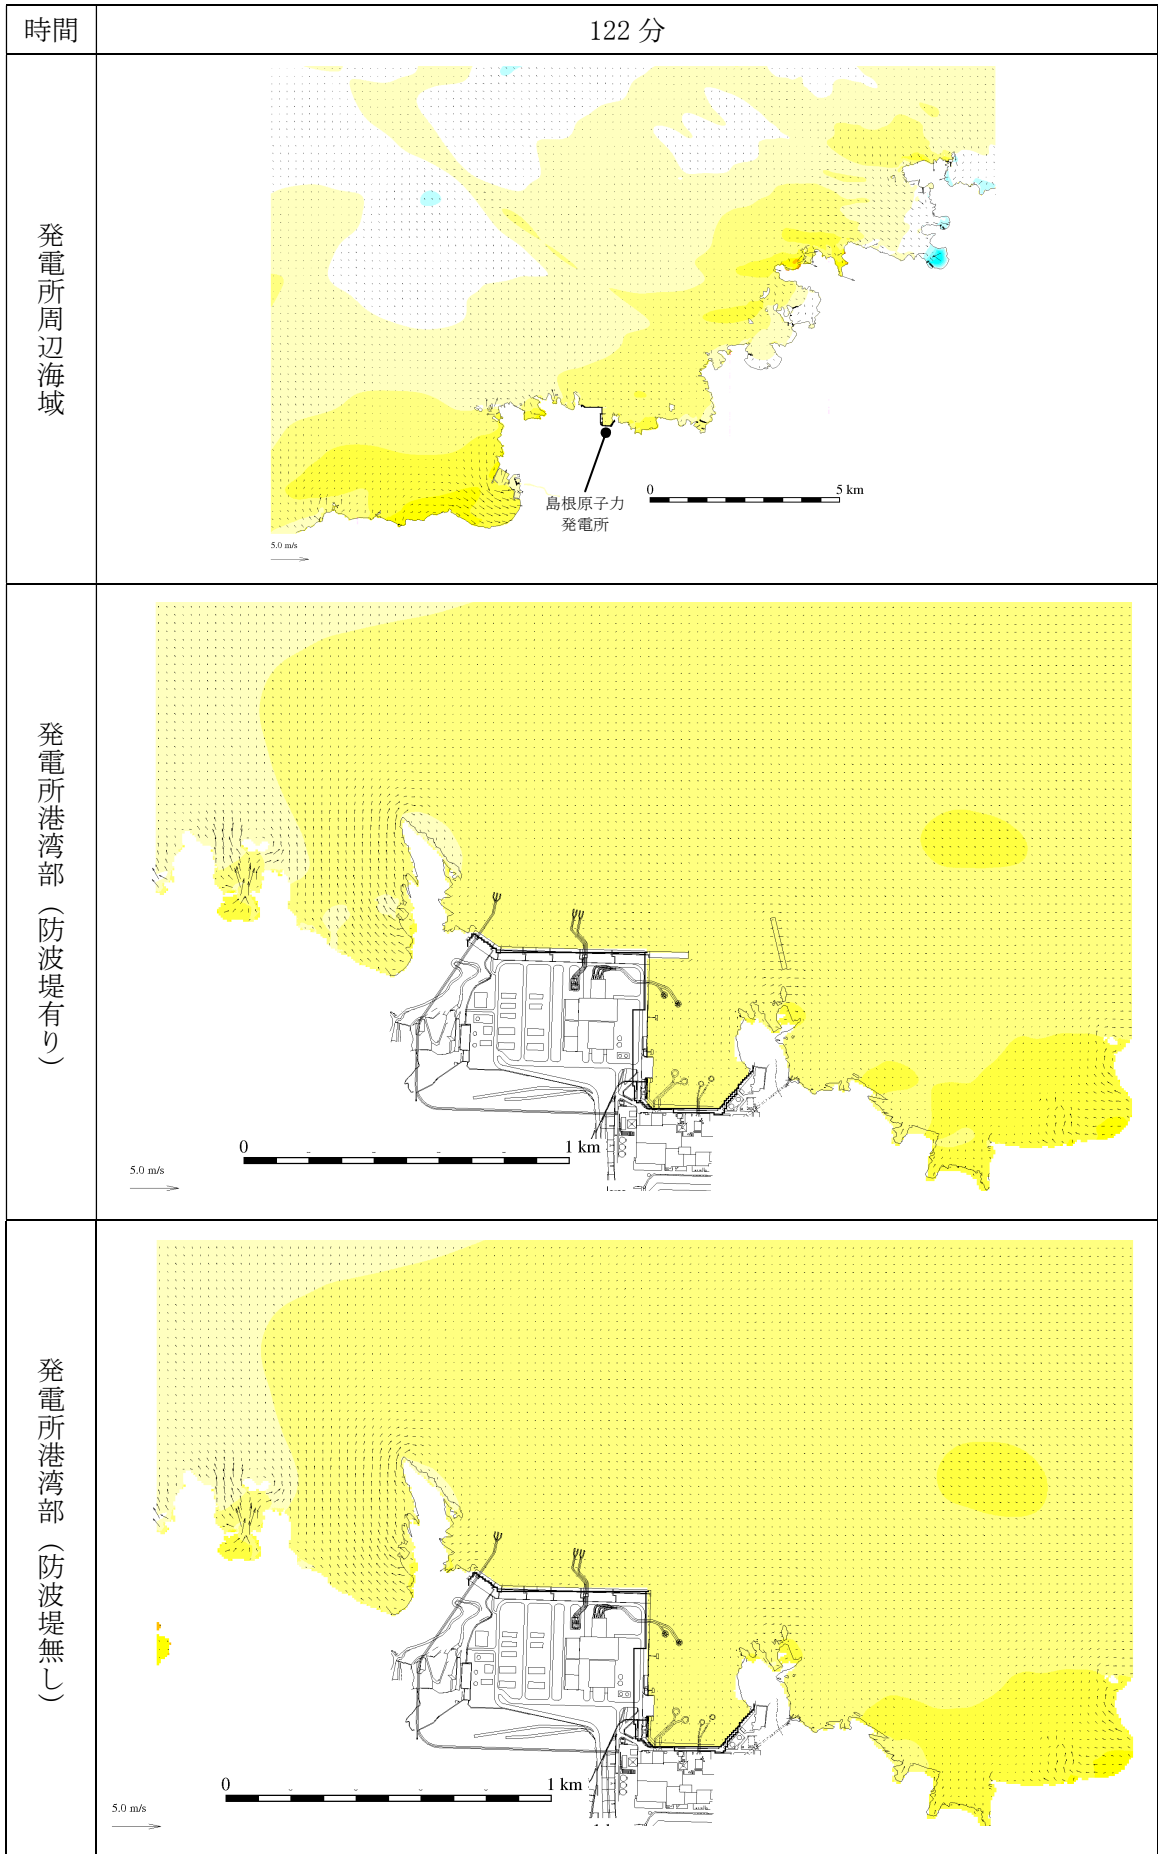 時間
122 分
発電所周辺海域
島根原子力
発電所
0
5 km
5.0 m/s
発電所港湾部（防波堤有り）
0
1 km
5.0 m/s
発電所港湾部（防波堤無し）
0
1 km
5.0 m/s